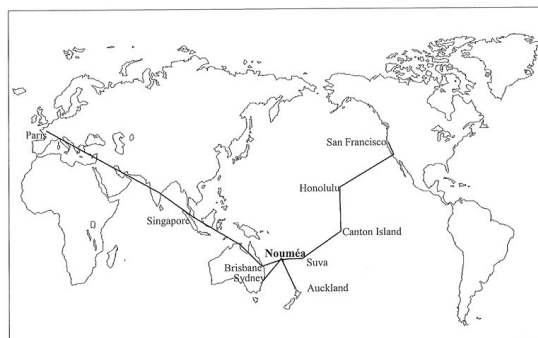 Paris
San Francisco
Honolulu
Singapore
Canton Island
Nouméa
Suva
Brisbane
Sydney
Auckland